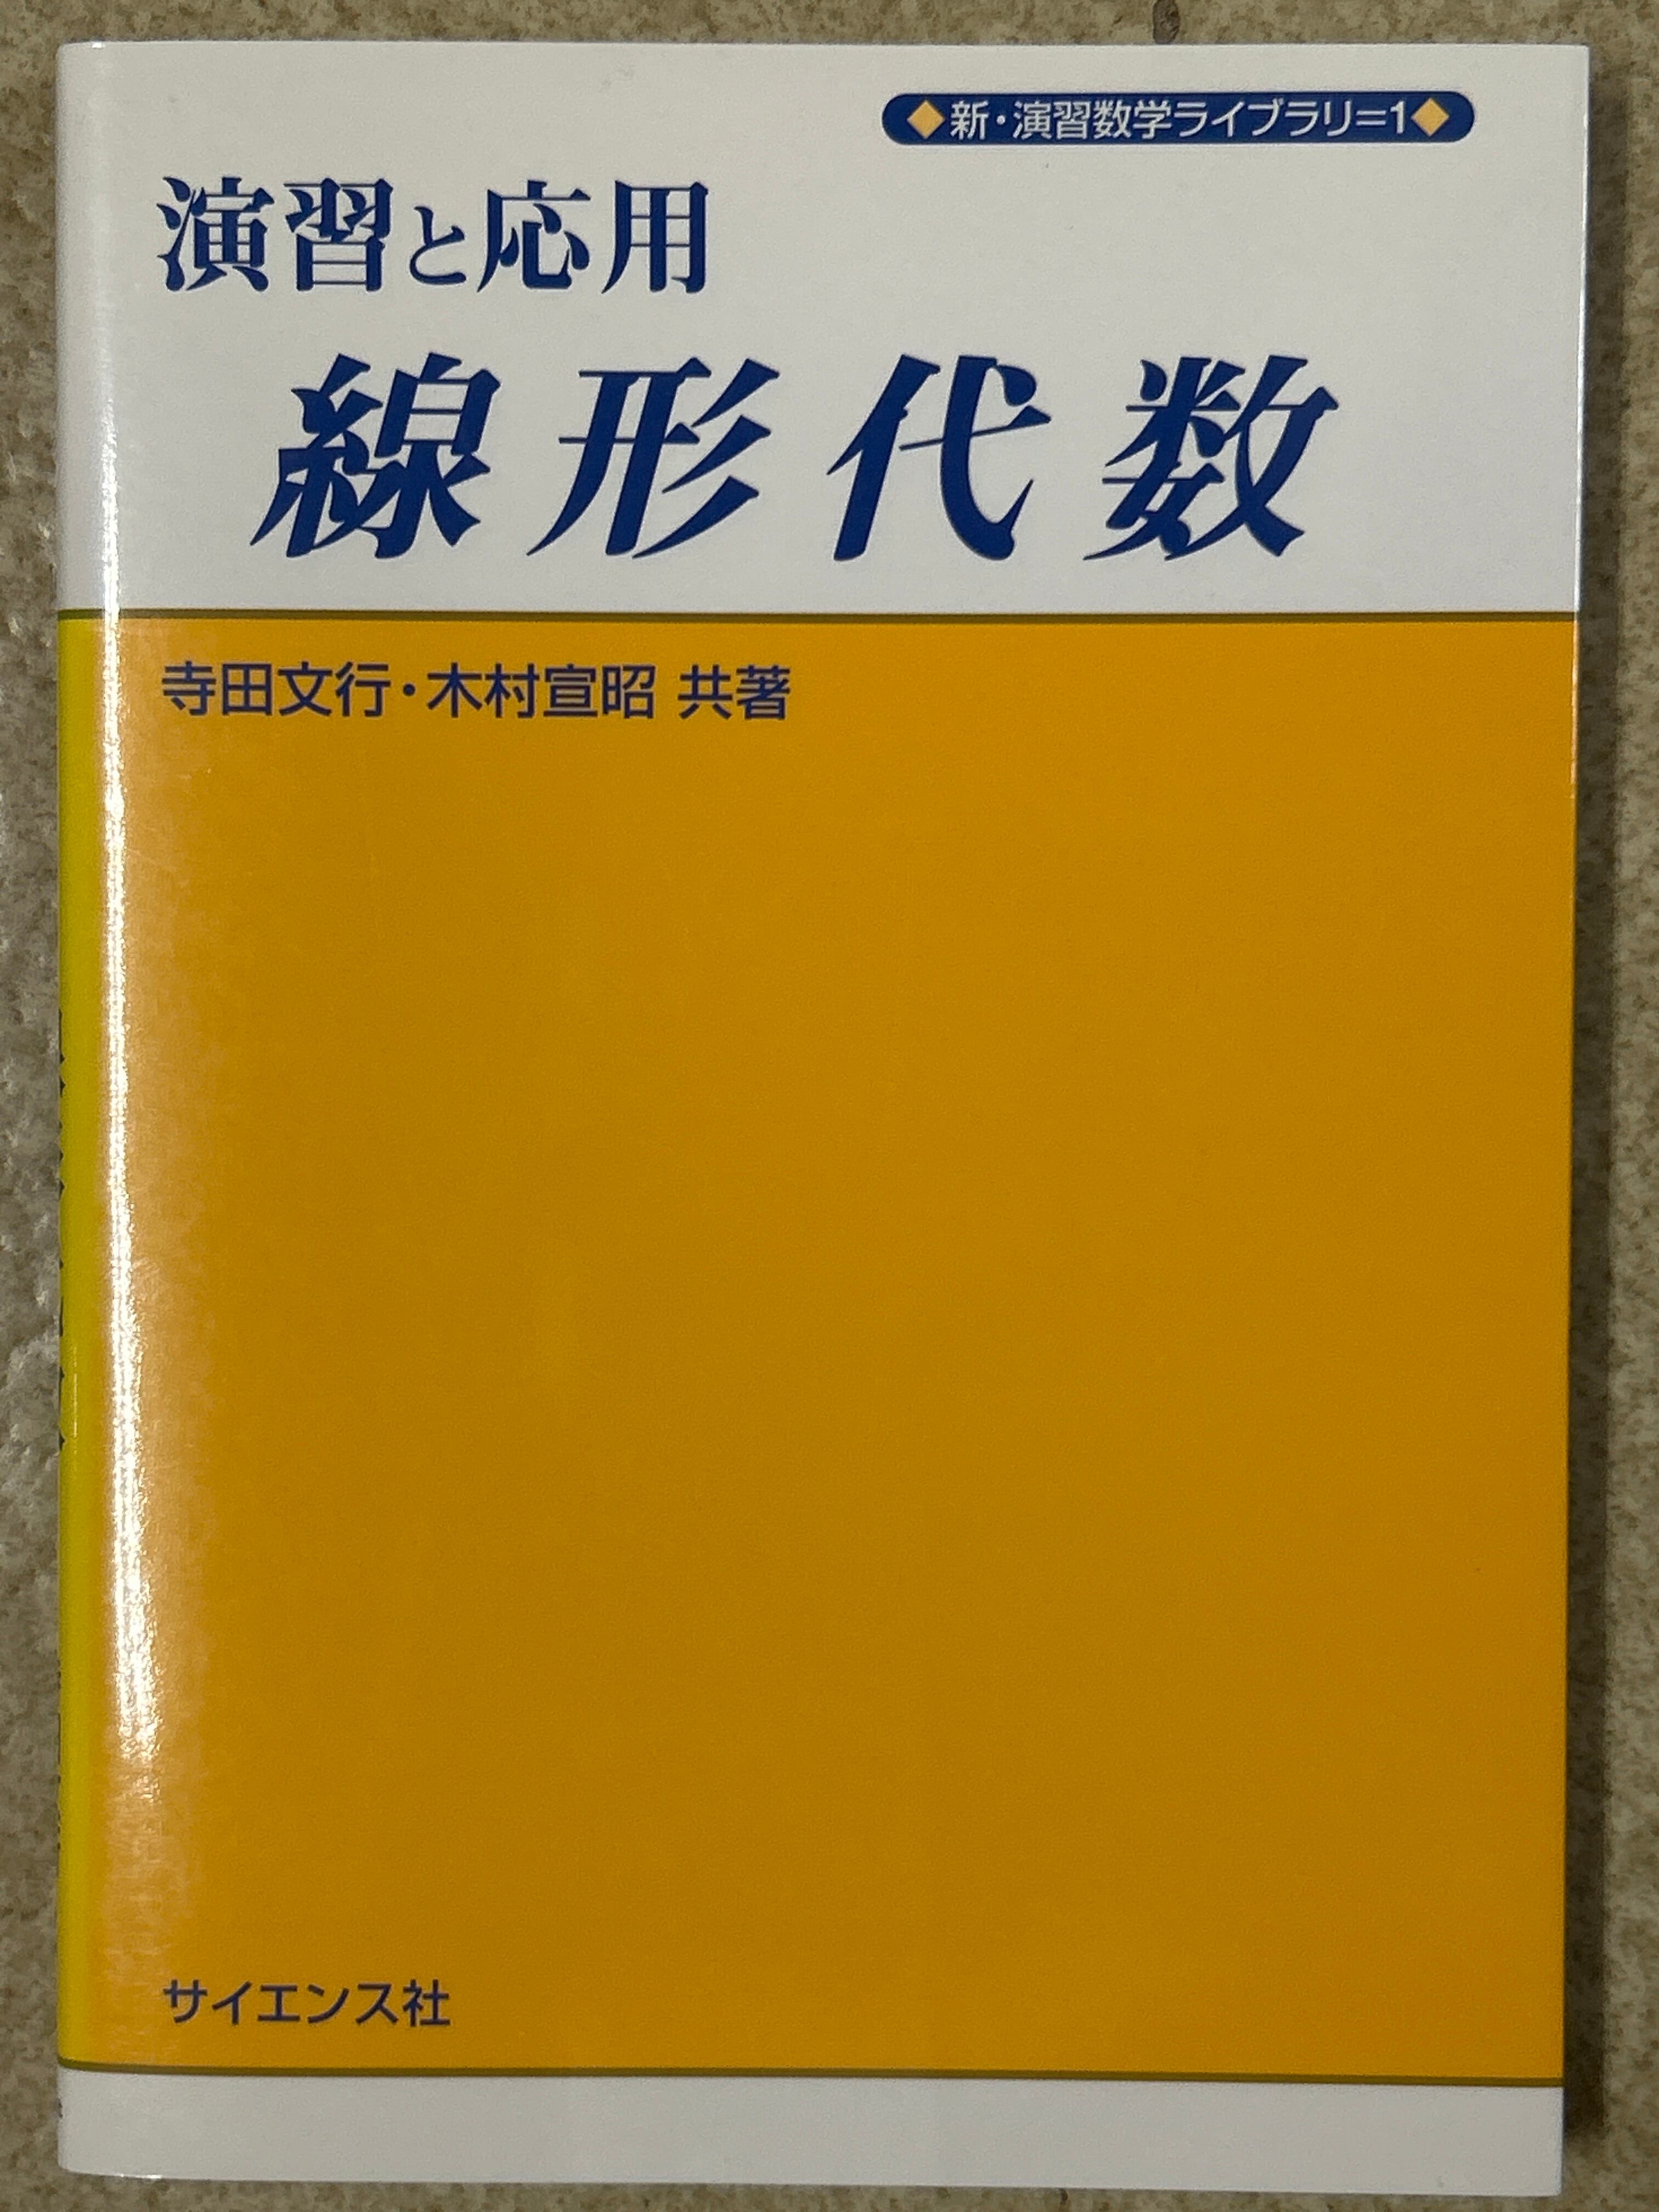 ◆新・演習数学ライブラリ=1◆
演習と応用
線形代数
寺田文行・木村宣昭 共著
サイエンス社